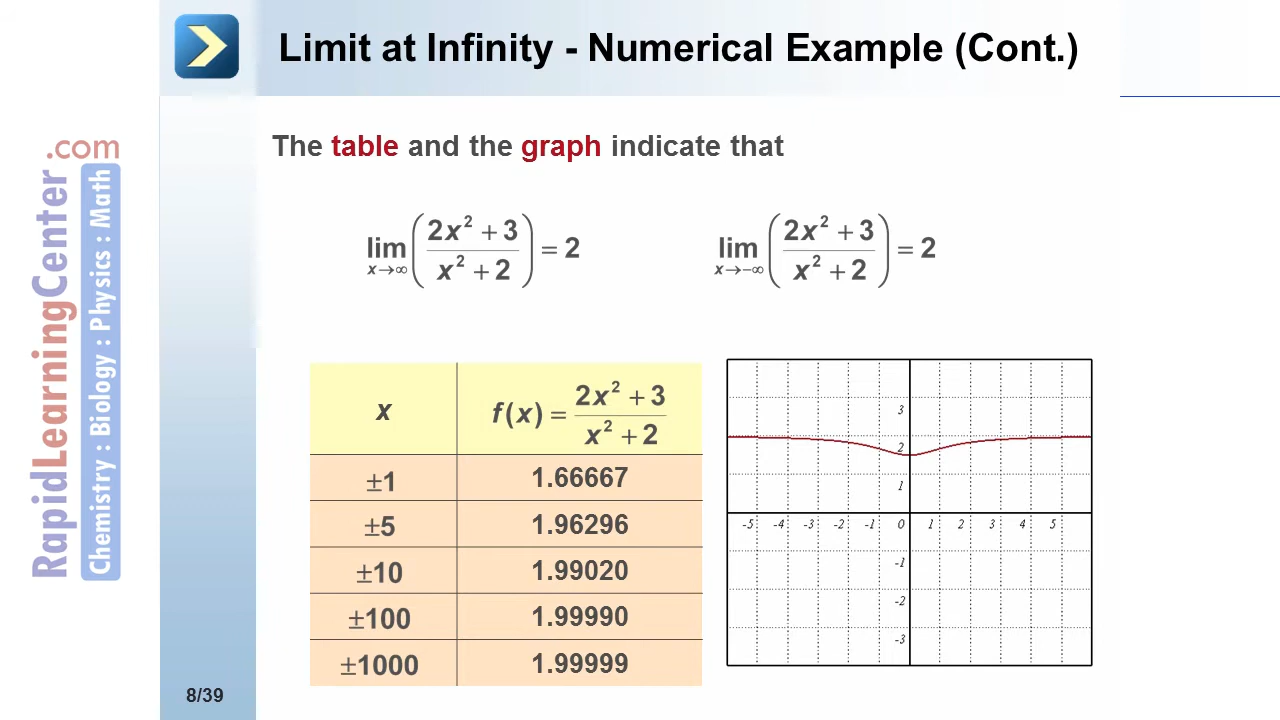 Limit at Infinity - Numerical Example (Cont.)
RapidLearningCenter.com
Chemistry : Biology : Physics : Math
The table and the graph indicate that
lim x→∞ ( (2x² + 3) / (x² + 2) ) = 2
lim x→-∞ ( (2x² + 3) / (x² + 2) ) = 2
x f(x) = (2x² + 3) / (x² + 2)
±1 1.66667
±5 1.96296
±10 1.99020
±100 1.99990
±1000 1.99999
3
2
1
-5 -4 -3 -2 -1 0 1 2 3 4 5
-1
-2
-3
8/39